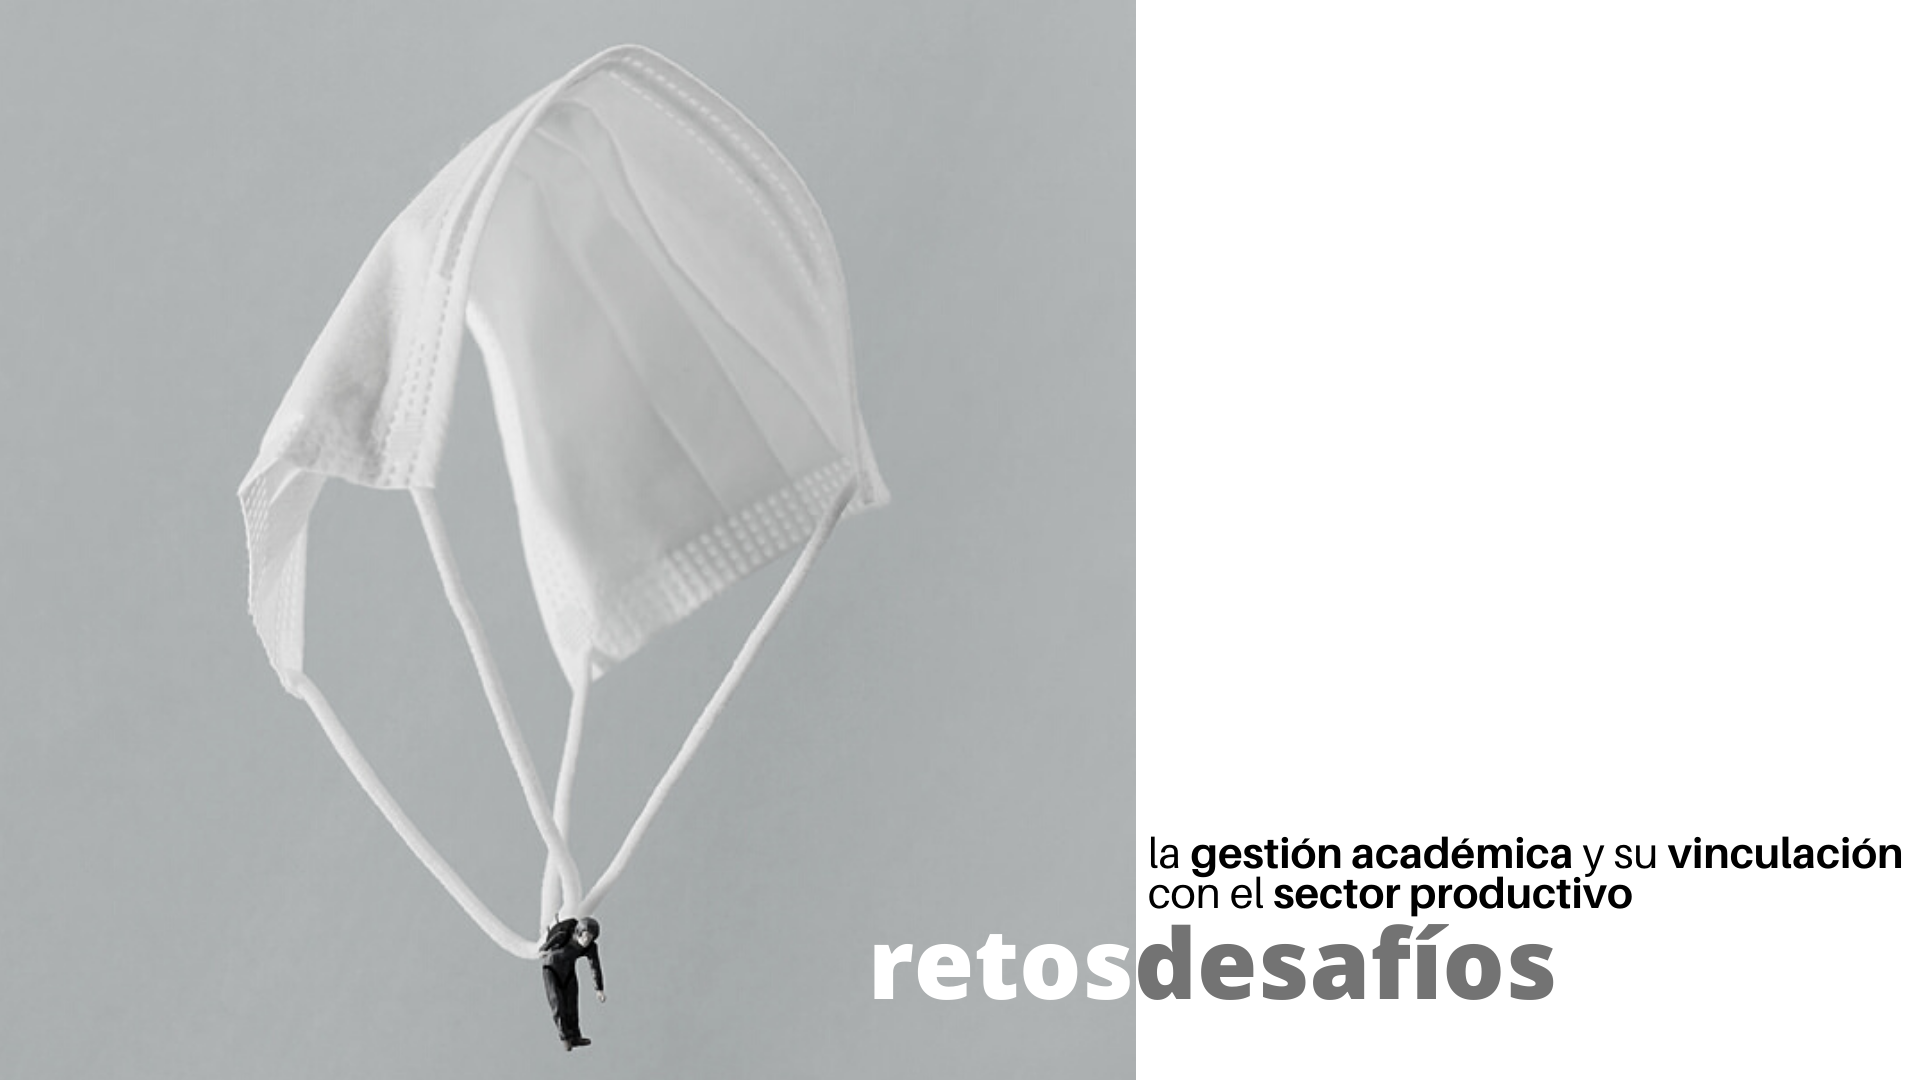 la gestión académica y su vinculación
con el sector productivo
retosdesafíos